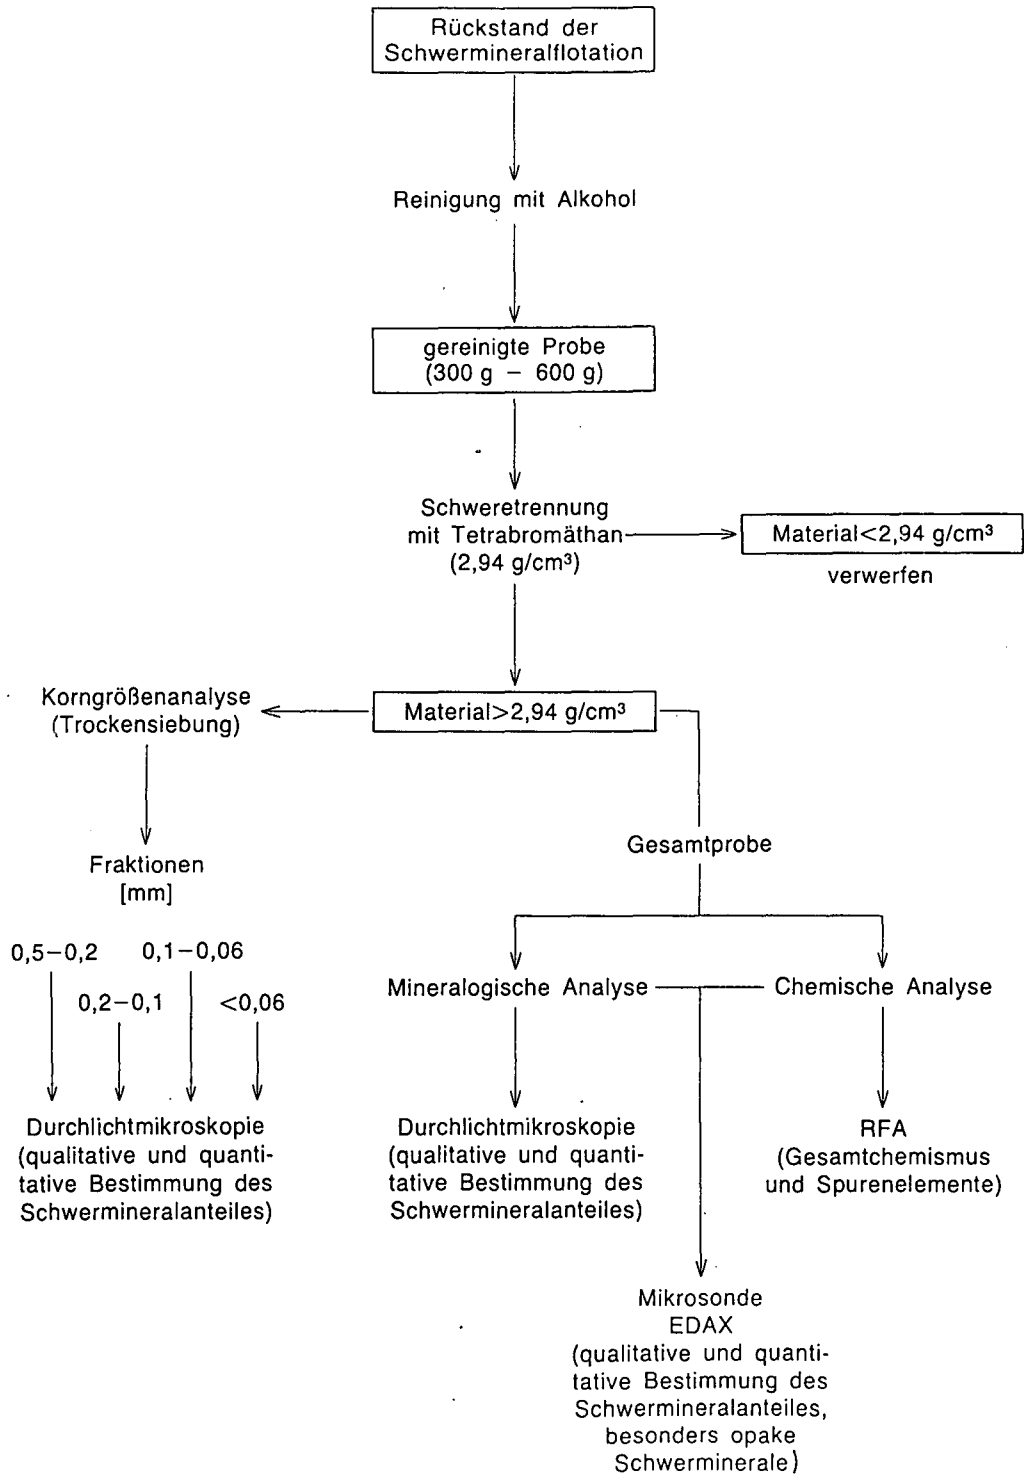 Rückstand der
Schwermineralflotation
Reinigung mit Alkohol
gereinigte Probe
(300 g – 600 g)
Schweretrennung
mit Tetrabromäthan
(2,94 g/cm³)
Material<2,94 g/cm³
verwerfen
Korngrößenanalyse
(Trockensiebung)
Material>2,94 g/cm³
Gesamtprobe
Fraktionen
[mm]
0,5–0,2
0,1–0,06
0,2–0,1
<0,06
Mineralogische Analyse
Chemische Analyse
Durchlichtmikroskopie
(qualitative und quanti-
tative Bestimmung des
Schwermineralanteiles)
Durchlichtmikroskopie
(qualitative und quanti-
tative Bestimmung des
Schwermineralanteiles)
RFA
(Gesamtchemismus
und Spurenelemente)
Mikrosonde
EDAX
(qualitative und quanti-
tative Bestimmung des
Schwermineralanteiles,
besonders opake
Schwerminerale)